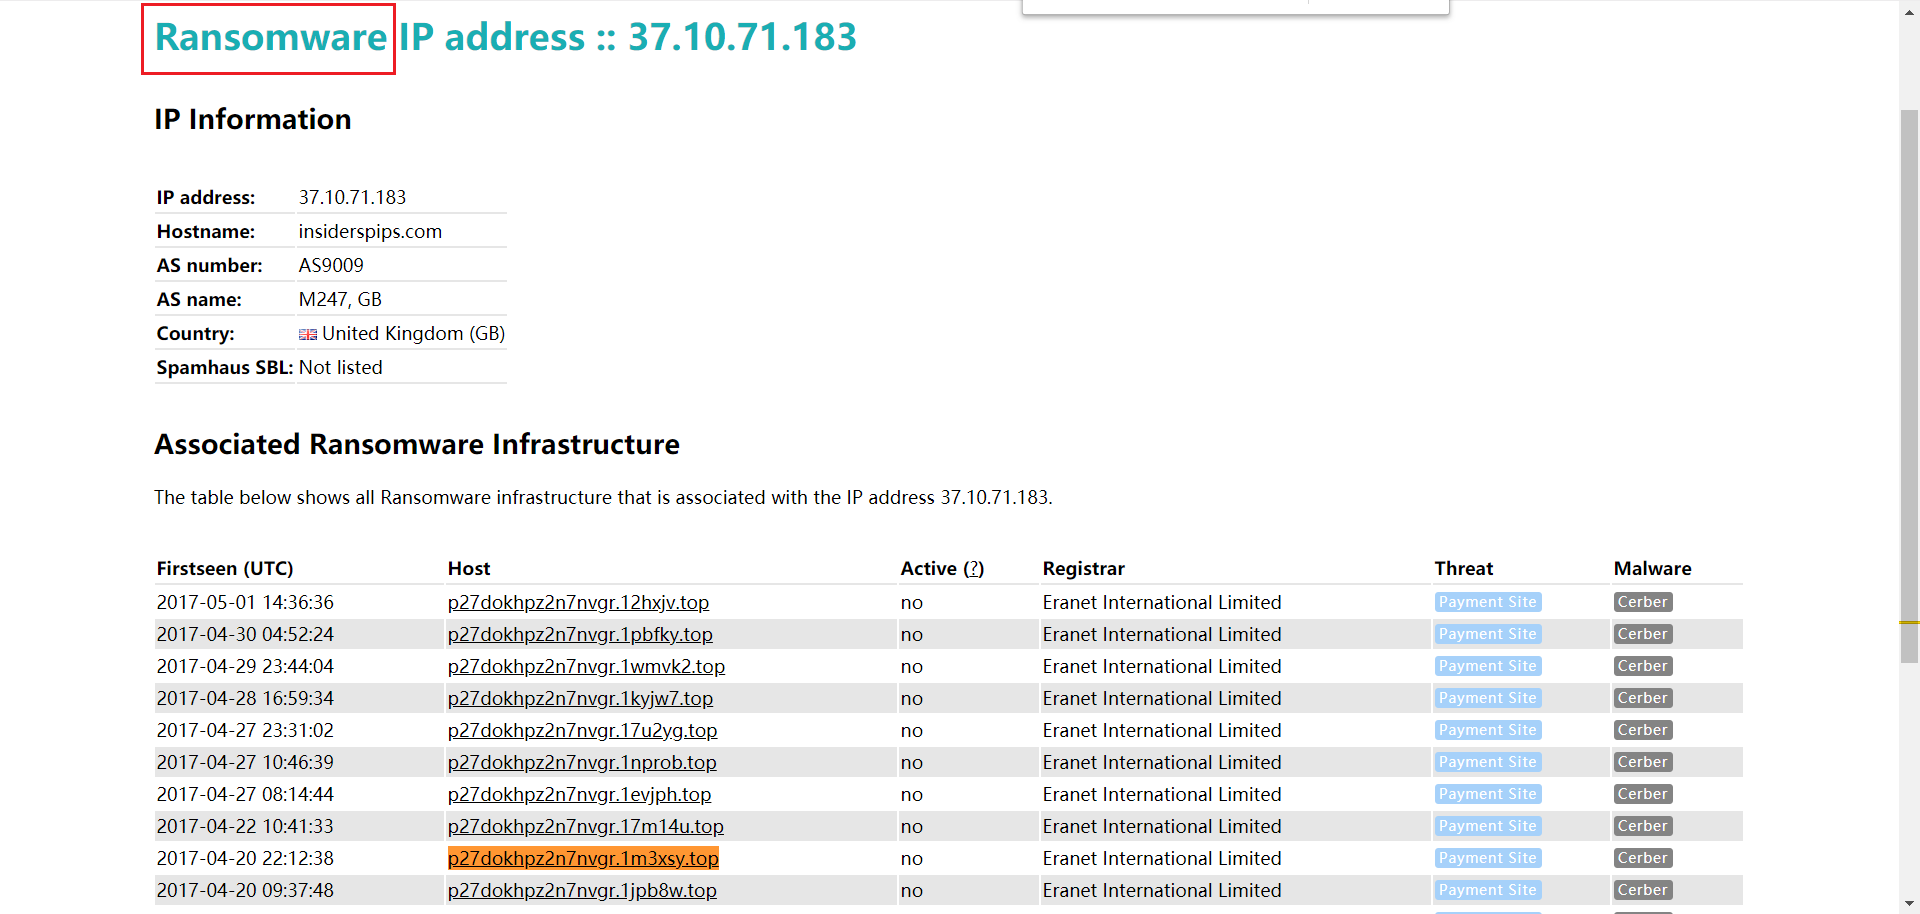 Ransomware IP address :: 37.10.71.183
IP Information
IP address: 37.10.71.183
Hostname: insiderspips.com
AS number: AS9009
AS name: M247, GB
Country: United Kingdom (GB)
Spamhaus SBL: Not listed
Associated Ransomware Infrastructure
The table below shows all Ransomware infrastructure that is associated with the IP address 37.10.71.183.
Firstseen (UTC) Host Active (?) Registrar Threat Malware
2017-05-01 14:36:36 p27dokhpz2n7nvgr.12hxjv.top no Eranet International Limited Payment Site Cerber
2017-04-30 04:52:24 p27dokhpz2n7nvgr.1pbfky.top no Eranet International Limited Payment Site Cerber
2017-04-29 23:44:04 p27dokhpz2n7nvgr.1wmvk2.top no Eranet International Limited Payment Site Cerber
2017-04-28 16:59:34 p27dokhpz2n7nvgr.1kyjw7.top no Eranet International Limited Payment Site Cerber
2017-04-27 23:31:02 p27dokhpz2n7nvgr.17u2yg.top no Eranet International Limited Payment Site Cerber
2017-04-27 10:46:39 p27dokhpz2n7nvgr.1nprob.top no Eranet International Limited Payment Site Cerber
2017-04-27 08:14:44 p27dokhpz2n7nvgr.1evjph.top no Eranet International Limited Payment Site Cerber
2017-04-22 10:41:33 p27dokhpz2n7nvgr.17m14u.top no Eranet International Limited Payment Site Cerber
2017-04-20 22:12:38 p27dokhpz2n7nvgr.1m3xsy.top no Eranet International Limited Payment Site Cerber
2017-04-20 09:37:48 p27dokhpz2n7nvgr.1jpb8w.top no Eranet International Limited Payment Site Cerber